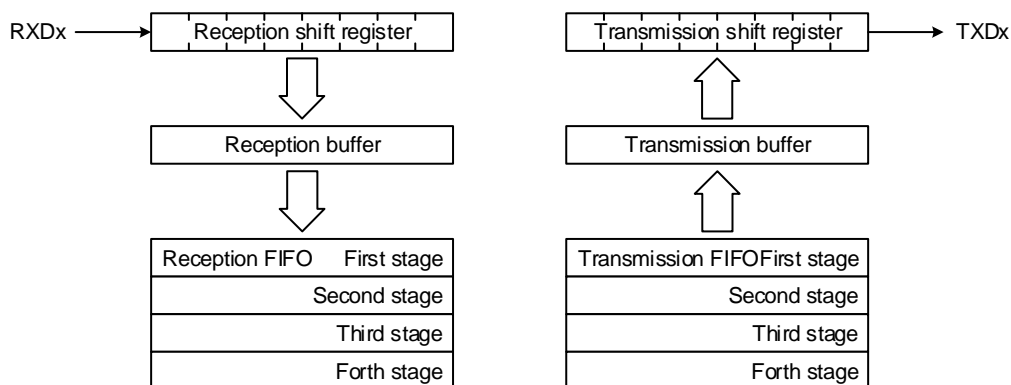 RXDx
Reception shift register
Transmission shift register
TXDx
Reception buffer
Transmission buffer
Reception FIFO First stage
Second stage
Third stage
Forth stage
Transmission FIFOFirst stage
Second stage
Third stage
Forth stage